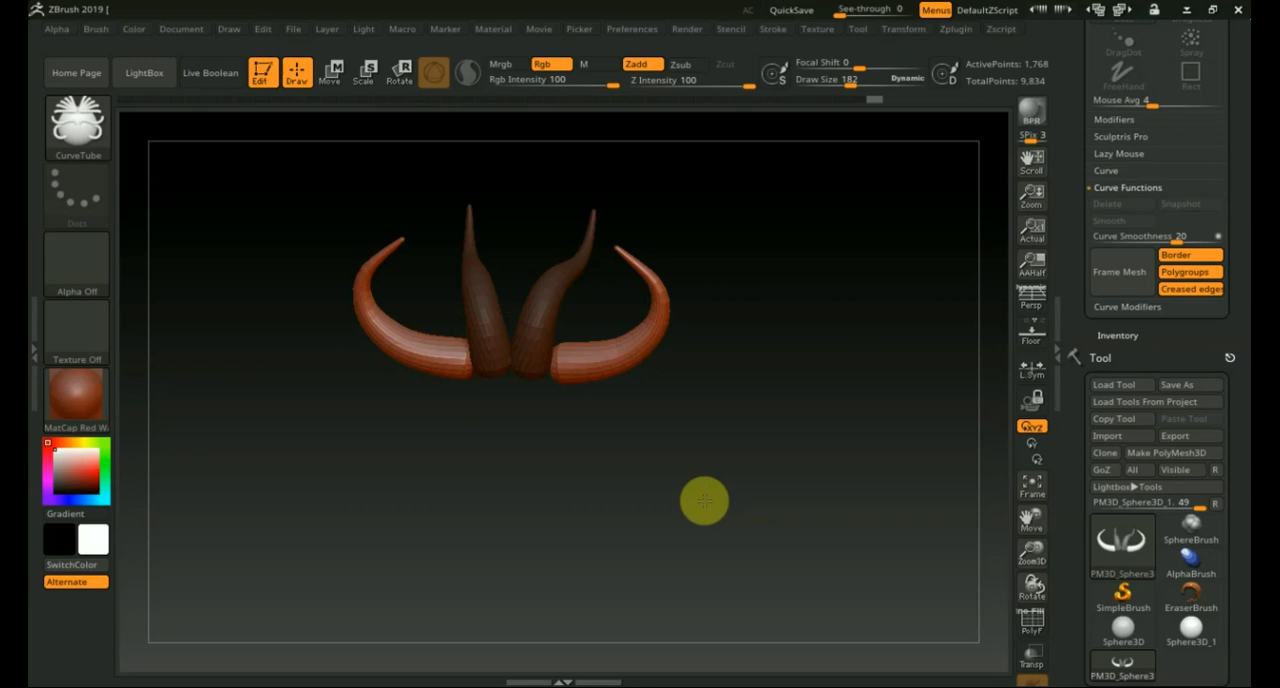 ZBrush 2019 [
AC QuickSave See-through 0 Menus DefaultZScript
Alpha Brush Color Document Draw Edit File Layer Light Macro Marker Material Movie Picker Preferences Render Stencil Stroke Texture Tool Transform Zplugin Zscript
Home Page LightBox Live Boolean Edit Draw Move Scale Rotate
Mrgb Rgb M Zadd Zsub Zcut
Rgb Intensity 100 Z Intensity 100
Focal Shift 0
Draw Size 182 Dynamic
S
D
ActivePoints: 1,768
TotalPoints: 9,834
CurveTube
Dots
Alpha Off
Texture Off
MatCap Red W
Gradient
SwitchColor
Alternate
BPR
SPix 3
Scroll
Zoom
Actual
AAHalf
Dynamic
Persp
Floor
L.Sym
XYZ
Y
Z
Frame
Move
Zoom3D
Rotate
Line Fill
PolyF
Transp
DragDot Spray
FreeHand Rect
Mouse Avg 4
Modifiers
Sculptris Pro
Lazy Mouse
Curve
Curve Functions
Delete Snapshot
Smooth
Curve Smoothness 20
Frame Mesh
Border
Polygroups
Creased edges
Curve Modifiers
Inventory
Tool
Load Tool Save As
Load Tools From Project
Copy Tool Paste Tool
Import Export
Clone Make PolyMesh3D
GoZ All Visible R
Lightbox▶Tools
PM3D_Sphere3D_1. 49 R
PM3D_Sphere3
SphereBrush
AlphaBrush
SimpleBrush EraserBrush
Sphere3D Sphere3D_1
PM3D_Sphere3